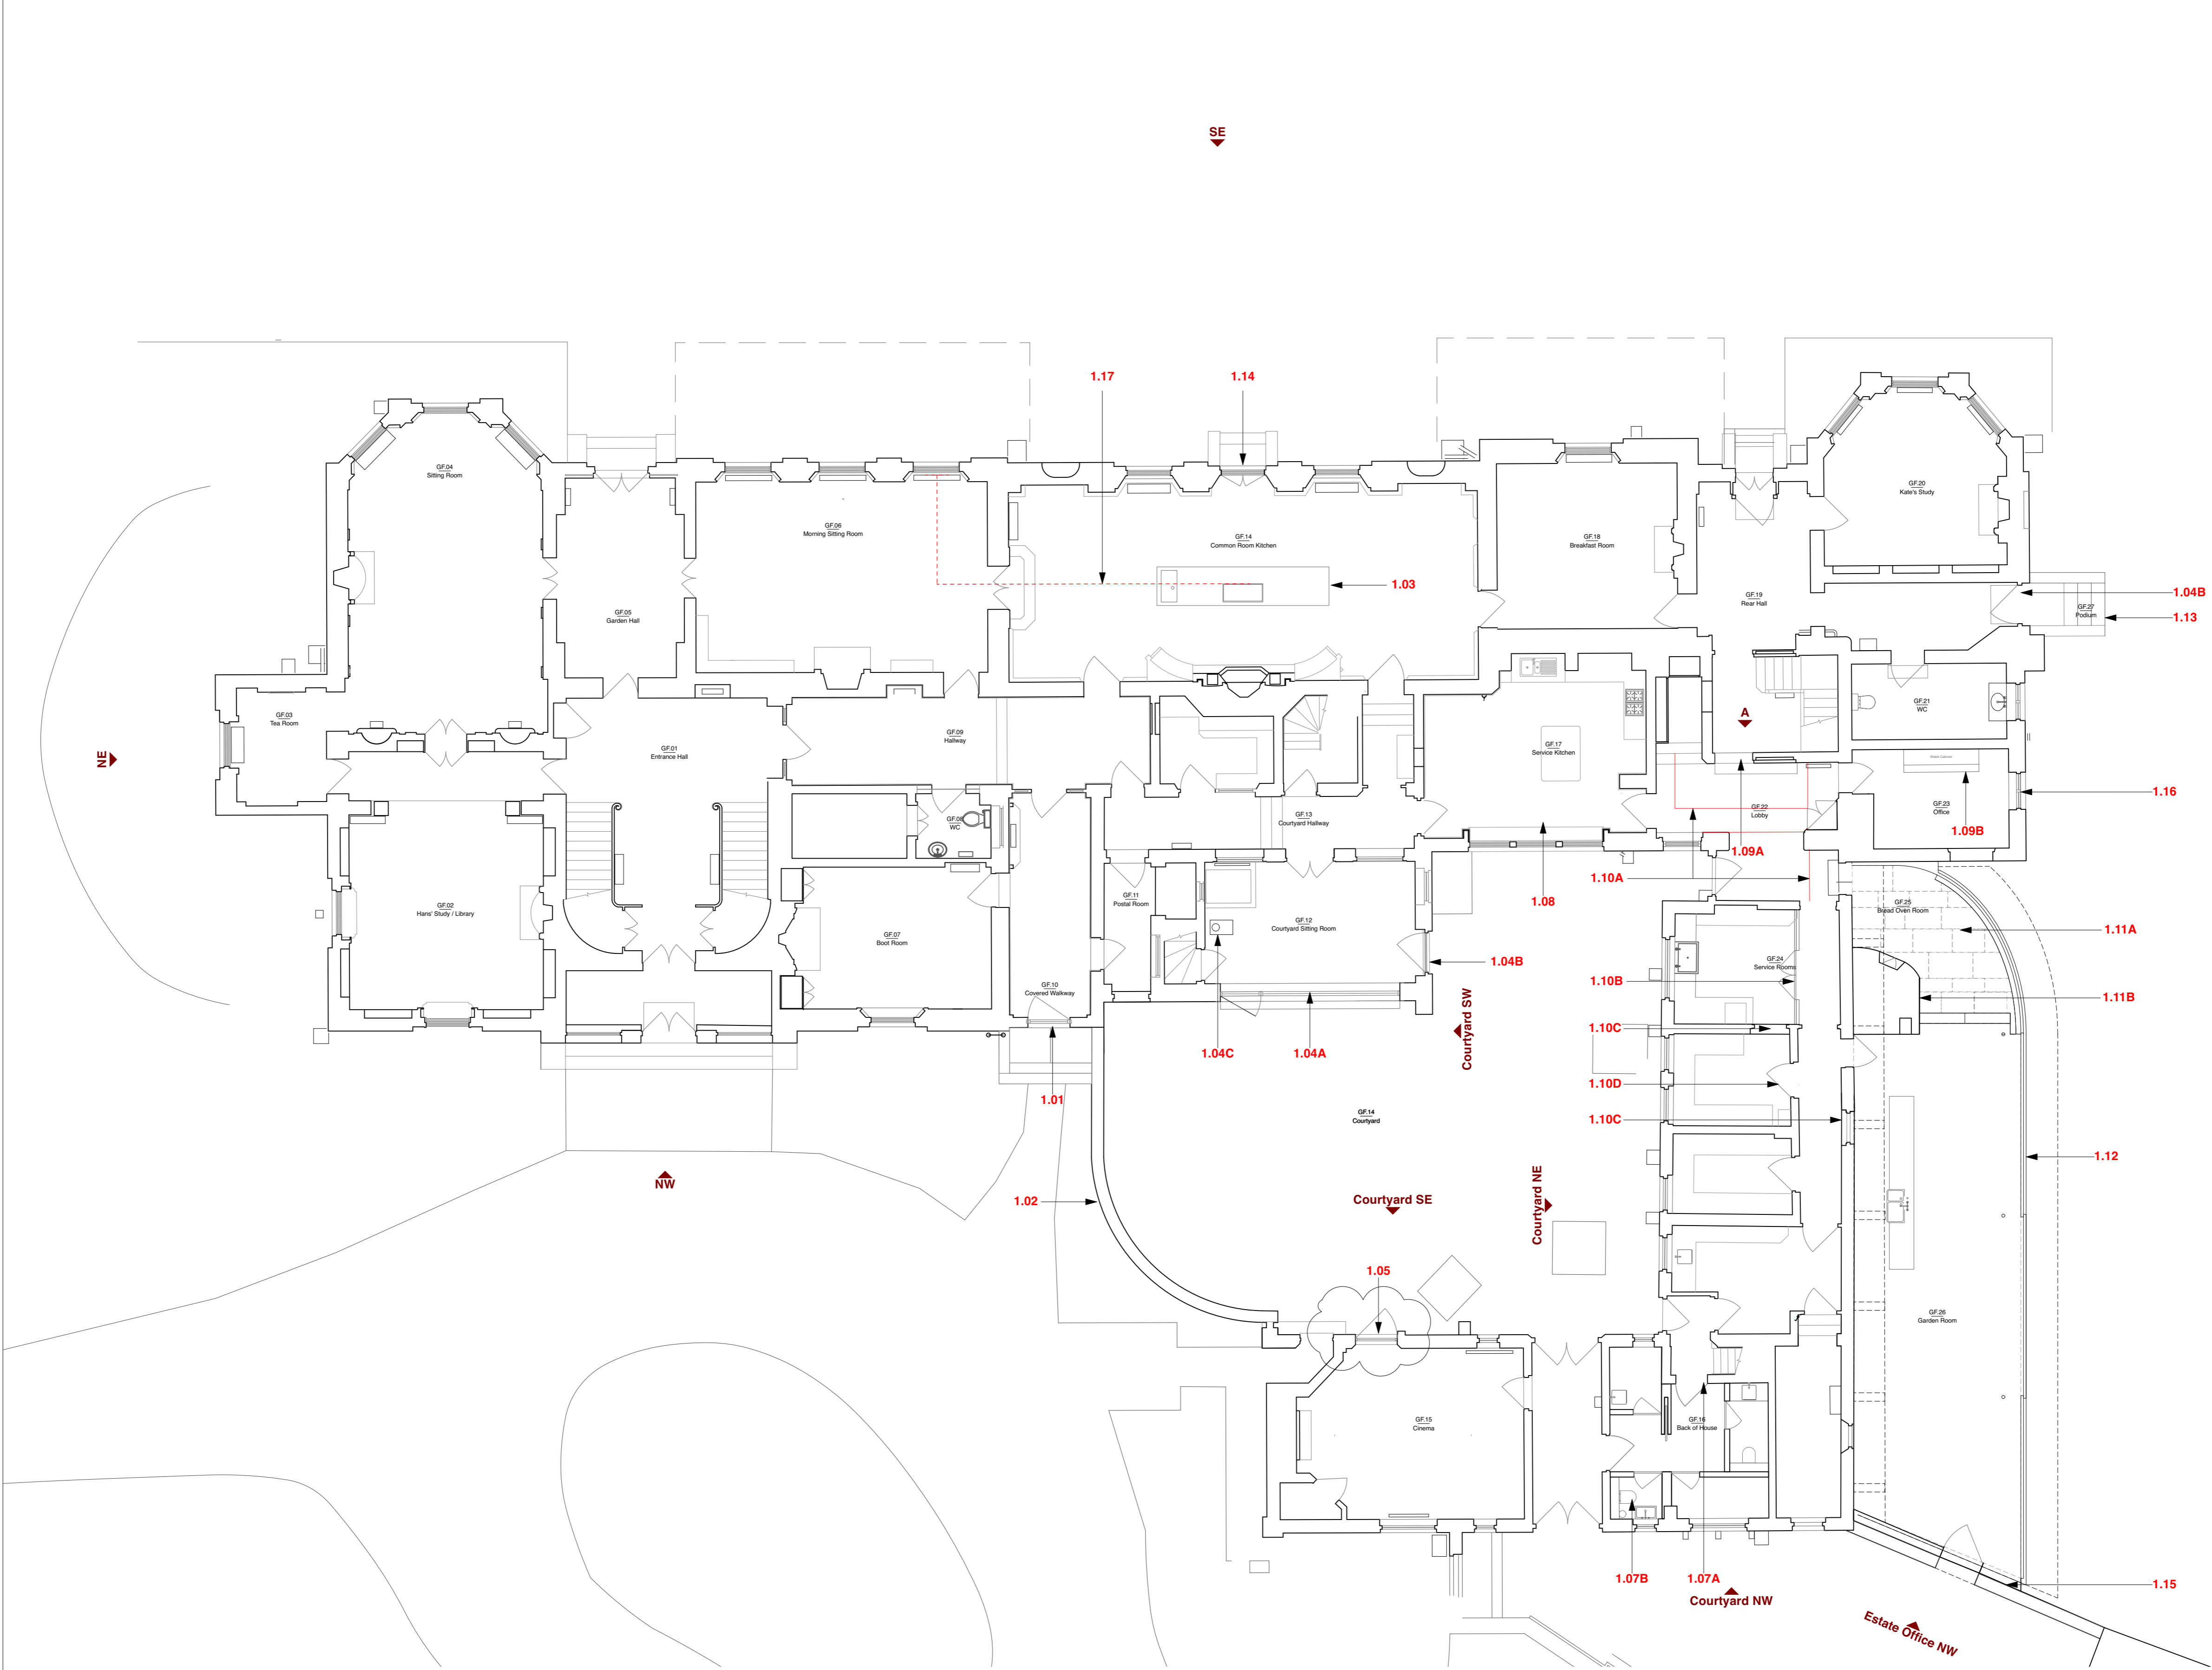 SE
1.17
1.14
GF.04
Sitting Room
GF.20
Kate's Study
GF.06
Morning Sitting Room
GF.14
Common Room Kitchen
GF.18
Breakfast Room
1.03
1.04B
GF.19
Rear Hall
GF.27
Podium
1.13
GF.05
Garden Hall
GF.03
Tea Room
GF.21
WC
A
GF.09
Hallway
GF.01
Entrance Hall
GF.17
Service Kitchen
NE
1.16
GF.23
Office
GF.22
Lobby
GF.13
Courtyard Hallway
GF.08
WC
1.09B
1.09A
1.10A
GF.11
Postal Room
1.08
GF.25
Bread Oven Room
GF.02
Hans' Study / Library
GF.12
Courtyard Sitting Room
1.11A
GF.07
Boot Room
1.04B
GF.24
Service Rooms
1.10B
GF.10
Covered Walkway
1.11B
Courtyard SW
1.10C
1.04C
1.04A
1.10D
1.01
GF.14
Courtyard
1.10C
1.12
NW
1.02
Courtyard SE
Courtyard NE
1.05
GF.26
Garden Room
GF.15
Cinema
GF.16
Back of House
1.07B
1.07A
1.15
Courtyard NW
Estate Office NW